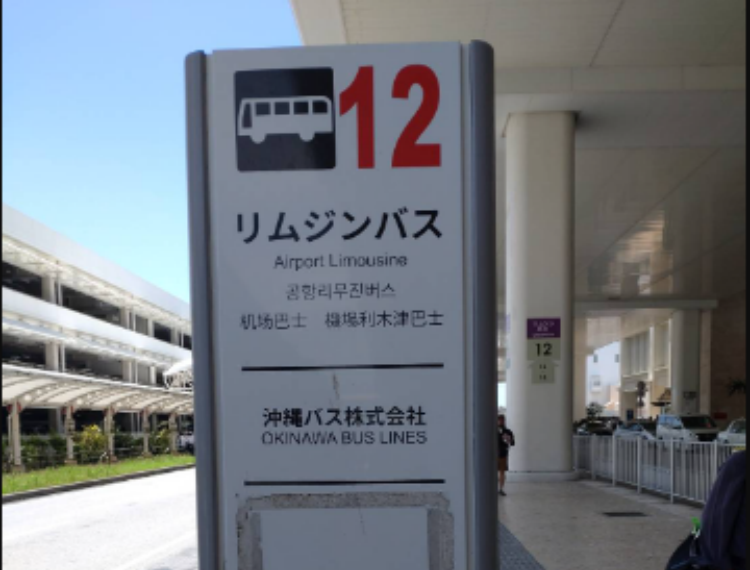 12
リムジンバス
Airport Limousine
공항리무진버스
机场巴士 機場利木津巴士
沖縄バス株式会社
OKINAWA BUS LINES
12